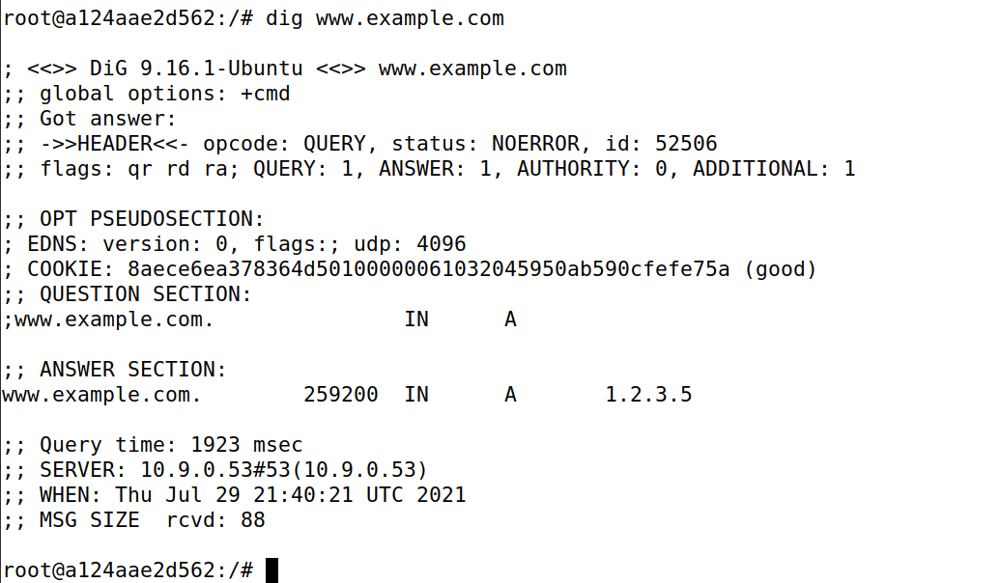 root@a124aae2d562:/# dig www.example.com
; <<>> DiG 9.16.1-Ubuntu <<>> www.example.com
;; global options: +cmd
;; Got answer:
;; ->>HEADER<<- opcode: QUERY, status: NOERROR, id: 52506
;; flags: qr rd ra; QUERY: 1, ANSWER: 1, AUTHORITY: 0, ADDITIONAL: 1
;; OPT PSEUDOSECTION:
; EDNS: version: 0, flags:; udp: 4096
; COOKIE: 8aece6ea378364d50100000061032045950ab590cfefe75a (good)
;; QUESTION SECTION:
;www.example.com. IN A
;; ANSWER SECTION:
www.example.com. 259200 IN A 1.2.3.5
;; Query time: 1923 msec
;; SERVER: 10.9.0.53#53(10.9.0.53)
;; WHEN: Thu Jul 29 21:40:21 UTC 2021
;; MSG SIZE rcvd: 88
root@a124aae2d562:/#